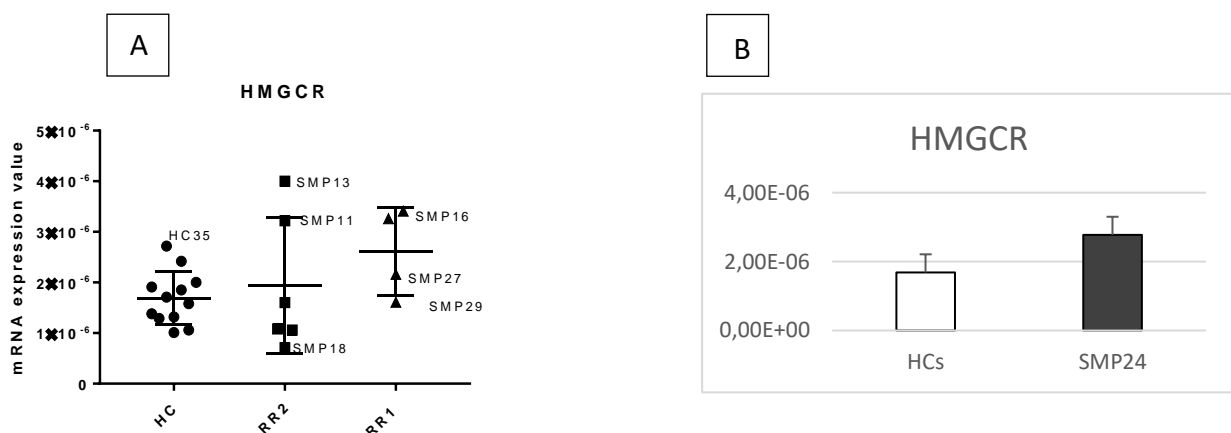 A
HMGCR
mRNA expression value
5✖10 -6
4✖10 -6
3✖10 -6
2✖10 -6
1✖10 -6
0
HC35
SMP13
SMP11
SMP18
SMP16
SMP27
SMP29
HC
RR2
RR1
B
HMGCR
4,00E-06
2,00E-06
0,00E+00
HCs
SMP24